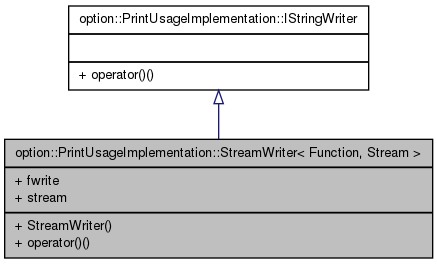 option::PrintUsageImplementation::IStringWriter
+ operator()()
option::PrintUsageImplementation::StreamWriter< Function, Stream >
+ fwrite
+ stream
+ StreamWriter()
+ operator()()